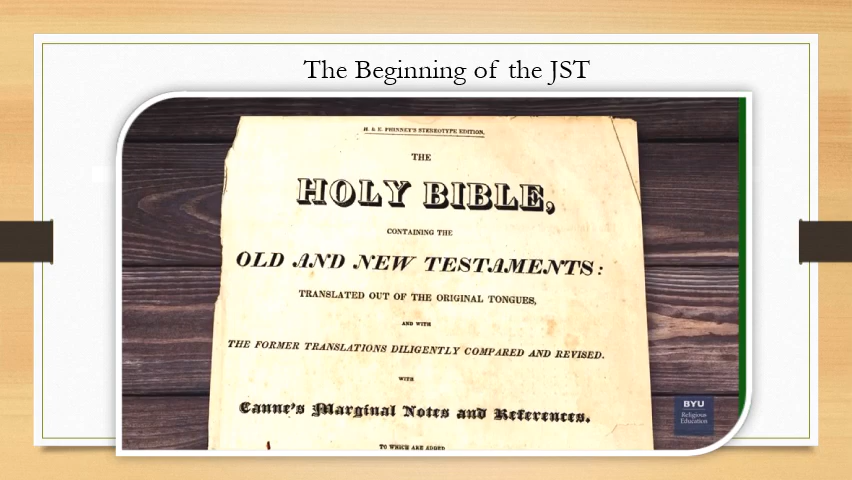 The Beginning of the JST
H. & E. PHINNEY'S STEREOTYPE EDITION.
THE
HOLY BIBLE,
CONTAINING THE
OLD AND NEW TESTAMENTS:
TRANSLATED OUT OF THE ORIGINAL TONGUES,
AND WITH
THE FORMER TRANSLATIONS DILIGENTLY COMPARED AND REVISED.
WITH
Canne's Marginal Notes and References.
TO WHICH ARE ADDED
BYU
Religious
Education